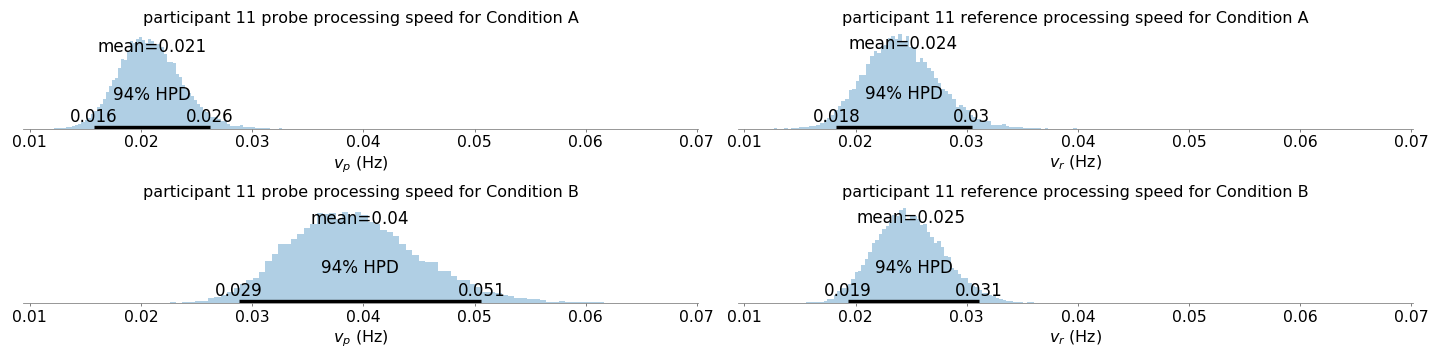 participant 11 probe processing speed for Condition A
mean=0.021
94% HPD
0.016 0.026
0.01 0.02 0.03 0.04 0.05 0.06 0.07
v_p (Hz)
participant 11 reference processing speed for Condition A
mean=0.024
94% HPD
0.018 0.03
0.01 0.02 0.03 0.04 0.05 0.06 0.07
v_r (Hz)
participant 11 probe processing speed for Condition B
mean=0.04
94% HPD
0.029 0.051
0.01 0.02 0.03 0.04 0.05 0.06 0.07
v_p (Hz)
participant 11 reference processing speed for Condition B
mean=0.025
94% HPD
0.019 0.031
0.01 0.02 0.03 0.04 0.05 0.06 0.07
v_r (Hz)